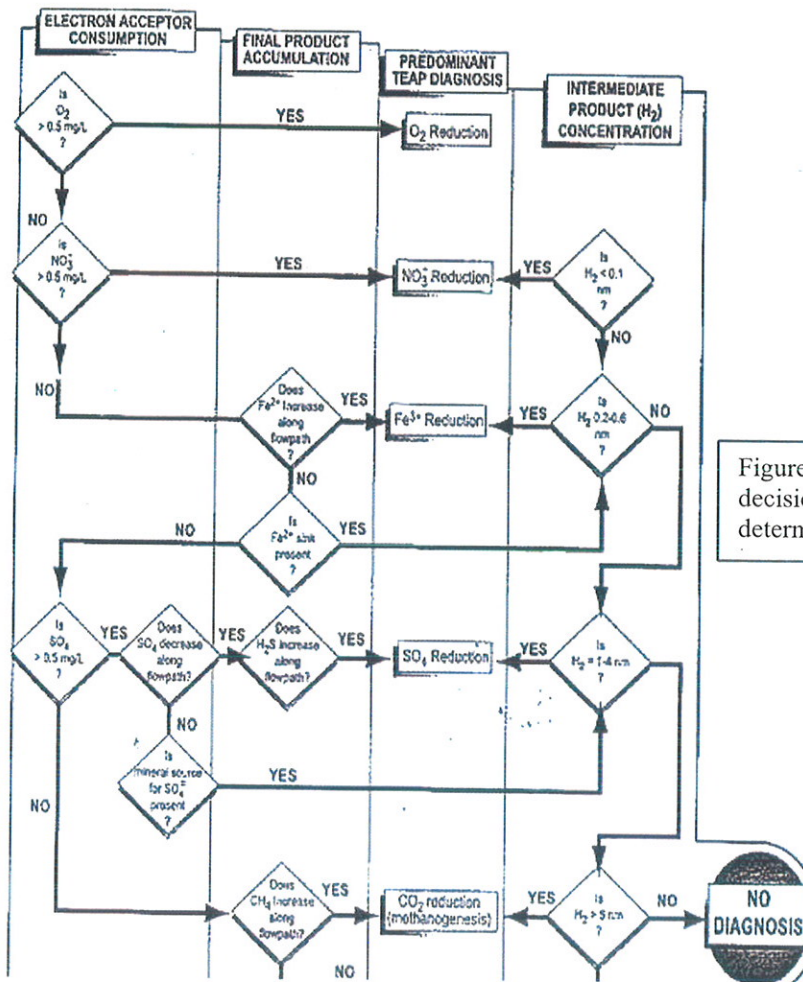 ELECTRON ACCEPTOR
CONSUMPTION
FINAL PRODUCT
ACCUMULATION
PREDOMINANT
TEAP DIAGNOSIS
INTERMEDIATE
PRODUCT (H₂)
CONCENTRATION
Is
O₂
> 0.5 mg/L
?
YES
O₂ Reduction
NO
Is
NO₃⁻
> 0.5 mg/L
?
YES
NO₃⁻ Reduction
YES
Is
H₂ < 0.1
nm
?
NO
NO
Does
Fe²⁺ Increase
along
flowpath
?
YES
Fe³⁺ Reduction
YES
Is
H₂ 0.2-0.6
nm
?
NO
NO
Is
Fe²⁺ sink
present
?
NO
YES
Figure
decisio
determ
Is
SO₄
> 0.5 mg/L
?
YES
Does
SO₄ decrease
along
flowpath?
YES
Does
H₂S increase
along
flowpath?
YES
SO₄ Reduction
YES
Is
H₂ = 1-4 nm
?
NO
Is
mineral source
for SO₄⁼
present
?
YES
NO
Does
CH₄ Increase
along
flowpath?
YES
CO₂ reduction
(methanogenesis)
YES
Is
H₂ > 5 nm
?
NO
NO
DIAGNOSIS
NO